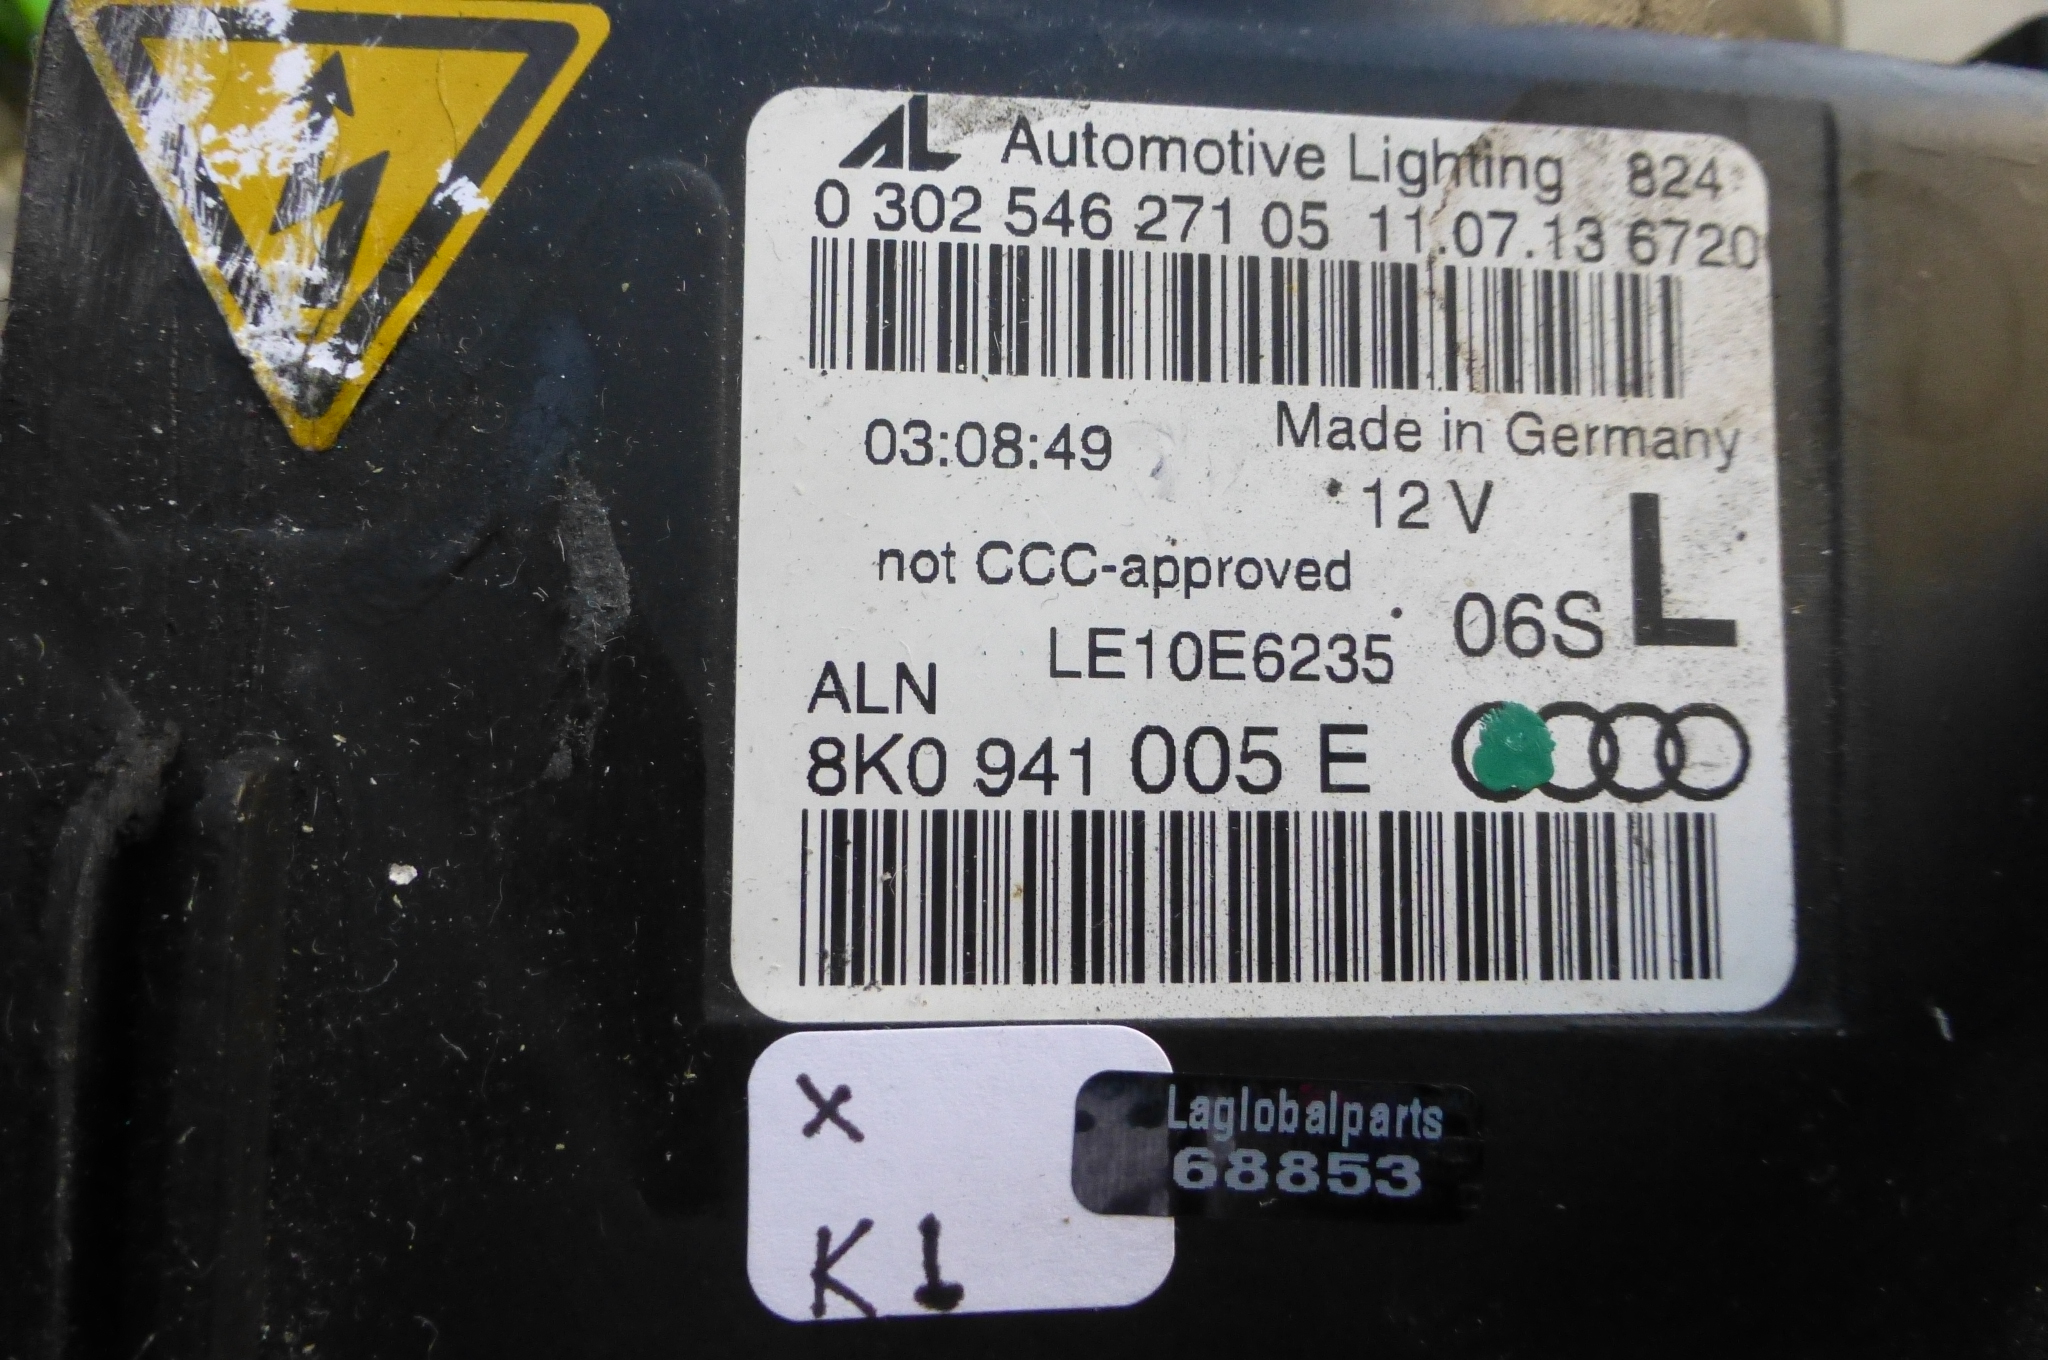 AL Automotive Lighting 824
0 302 546 271 05 11.07.13 6720
03:08:49 Made in Germany
12 V
not CCC-approved
L
06S
LE10E6235
ALN
8K0 941 005 E
x
Laglobalparts
68853
K L